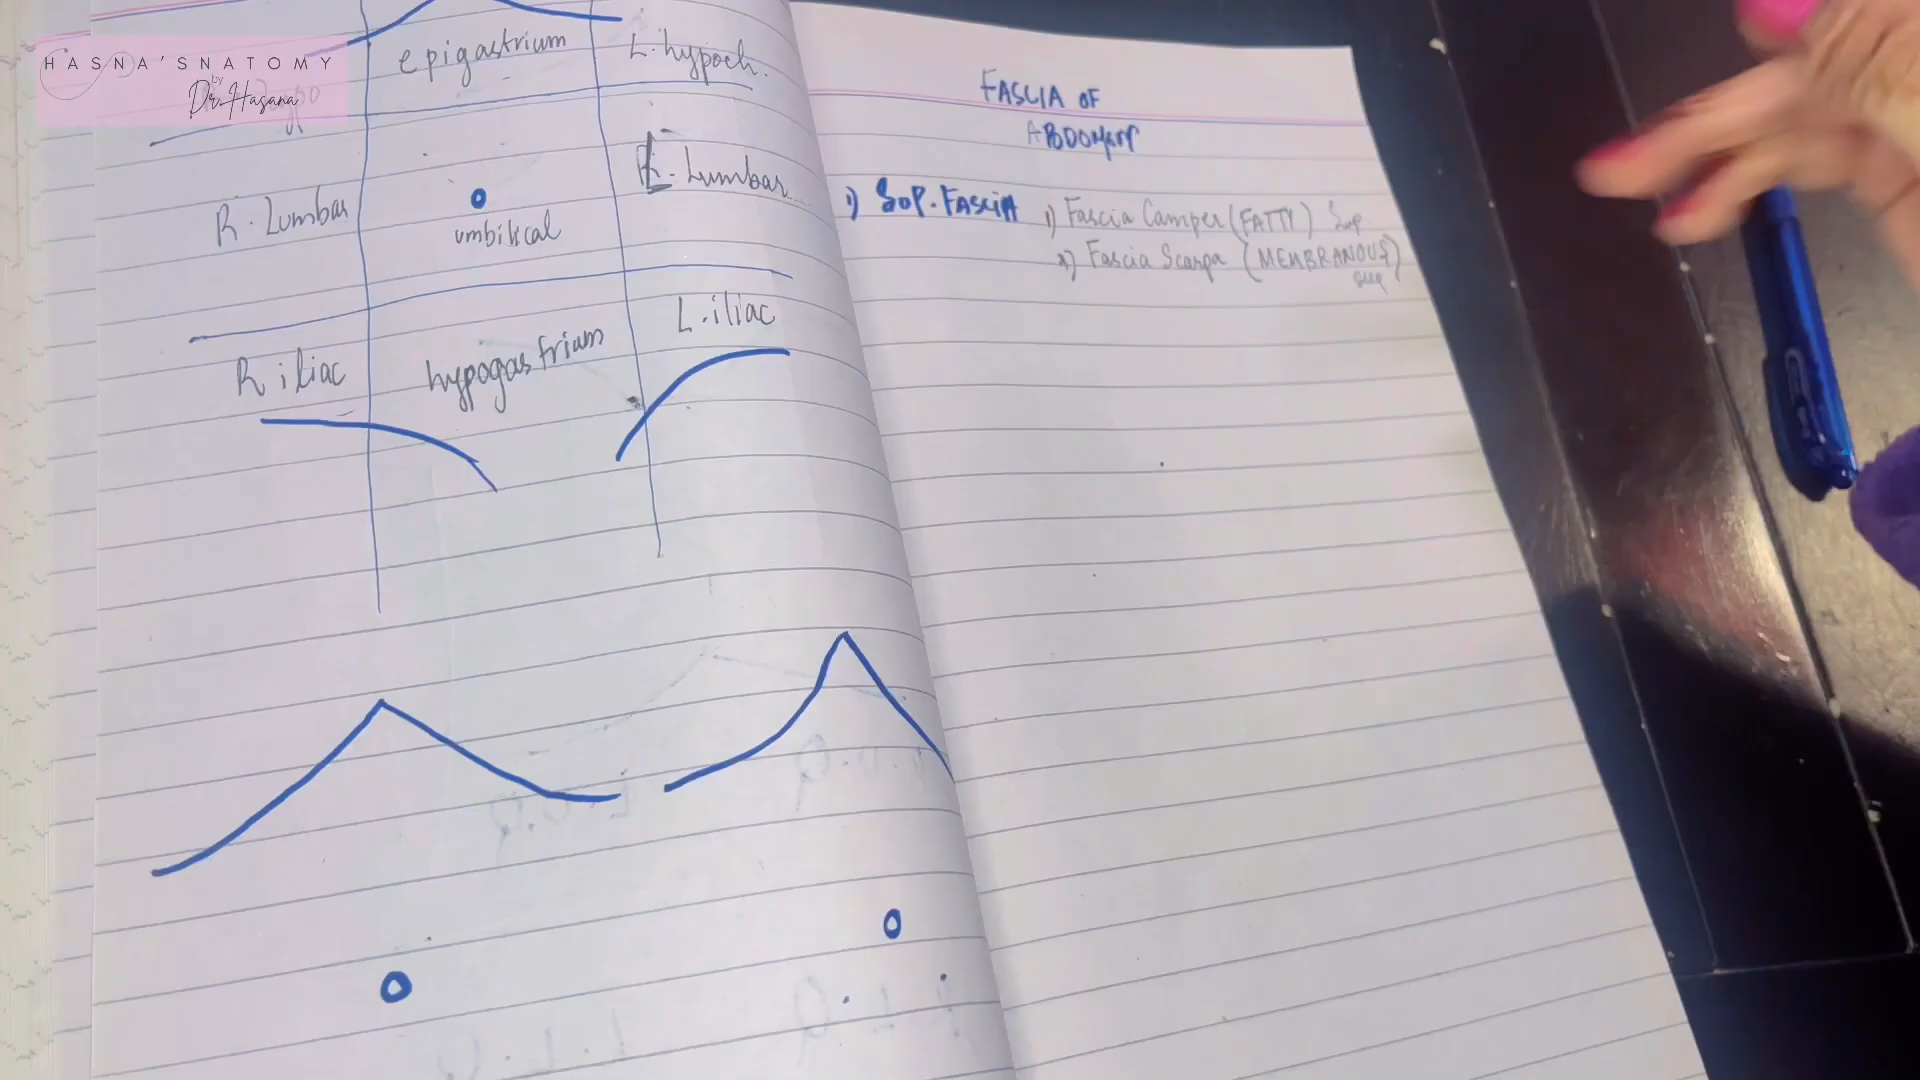 HASNA'SNATOMY
by
Dr. Hasana
epigastrium
L. hypoch.
R. Lumbar
umbilical
L. Lumbar
R iliac
hypogastrium
L. iliac
FASCIA OF
1) SUP. FASCIA
1) Fascia Camper (FATTY) Sup
2) Fascia Scarpa (MEMBRANOUS)